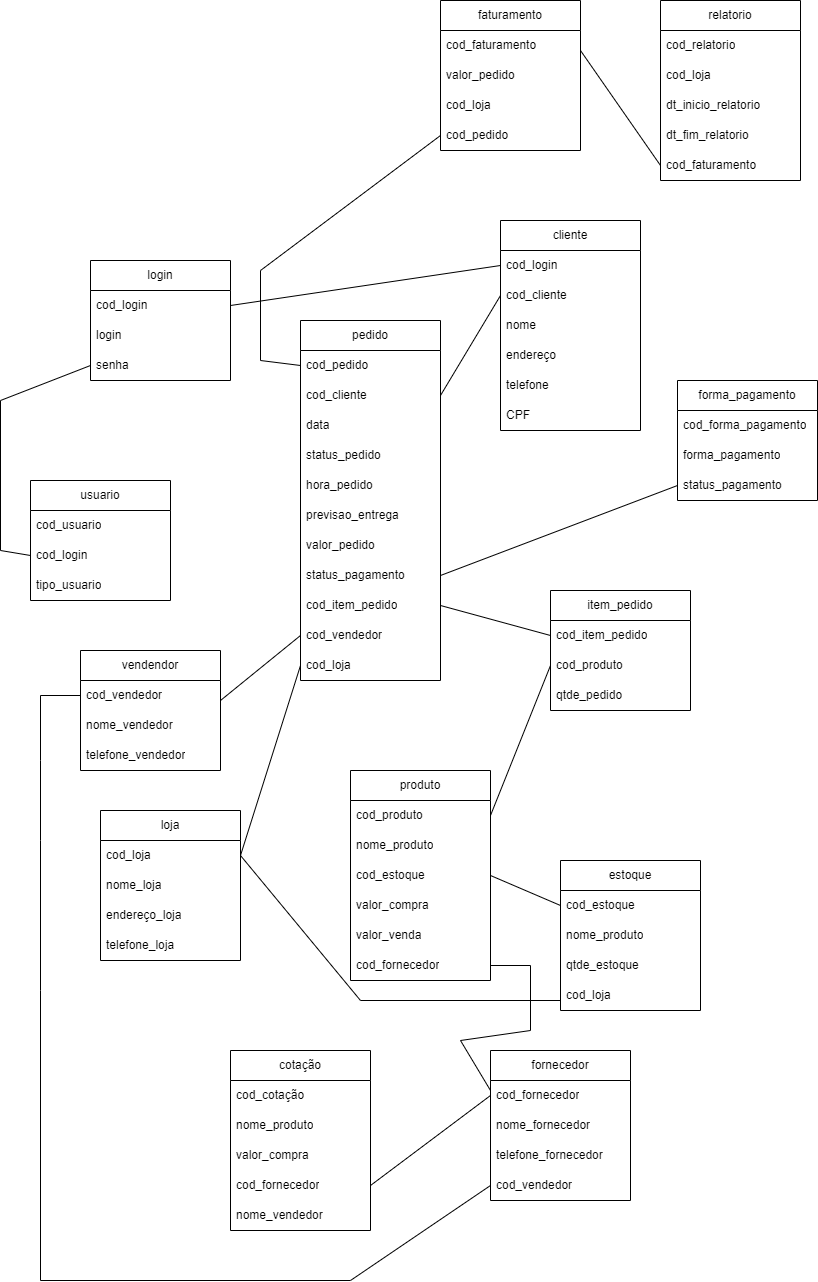 faturamento
cod_faturamento
valor_pedido
cod_loja
cod_pedido
relatorio
cod_relatorio
cod_loja
dt_inicio_relatorio
dt_fim_relatorio
cod_faturamento
cliente
cod_login
cod_cliente
nome
endereço
telefone
CPF
login
cod_login
login
senha
pedido
cod_pedido
cod_cliente
data
status_pedido
hora_pedido
previsao_entrega
valor_pedido
status_pagamento
cod_item_pedido
cod_vendedor
cod_loja
forma_pagamento
cod_forma_pagamento
forma_pagamento
status_pagamento
usuario
cod_usuario
cod_login
tipo_usuario
item_pedido
cod_item_pedido
cod_produto
qtde_pedido
vendendor
cod_vendedor
nome_vendedor
telefone_vendedor
produto
cod_produto
nome_produto
cod_estoque
valor_compra
valor_venda
cod_fornecedor
loja
cod_loja
nome_loja
endereço_loja
telefone_loja
estoque
cod_estoque
nome_produto
qtde_estoque
cod_loja
cotação
cod_cotação
nome_produto
valor_compra
cod_fornecedor
nome_vendedor
fornecedor
cod_fornecedor
nome_fornecedor
telefone_fornecedor
cod_vendedor